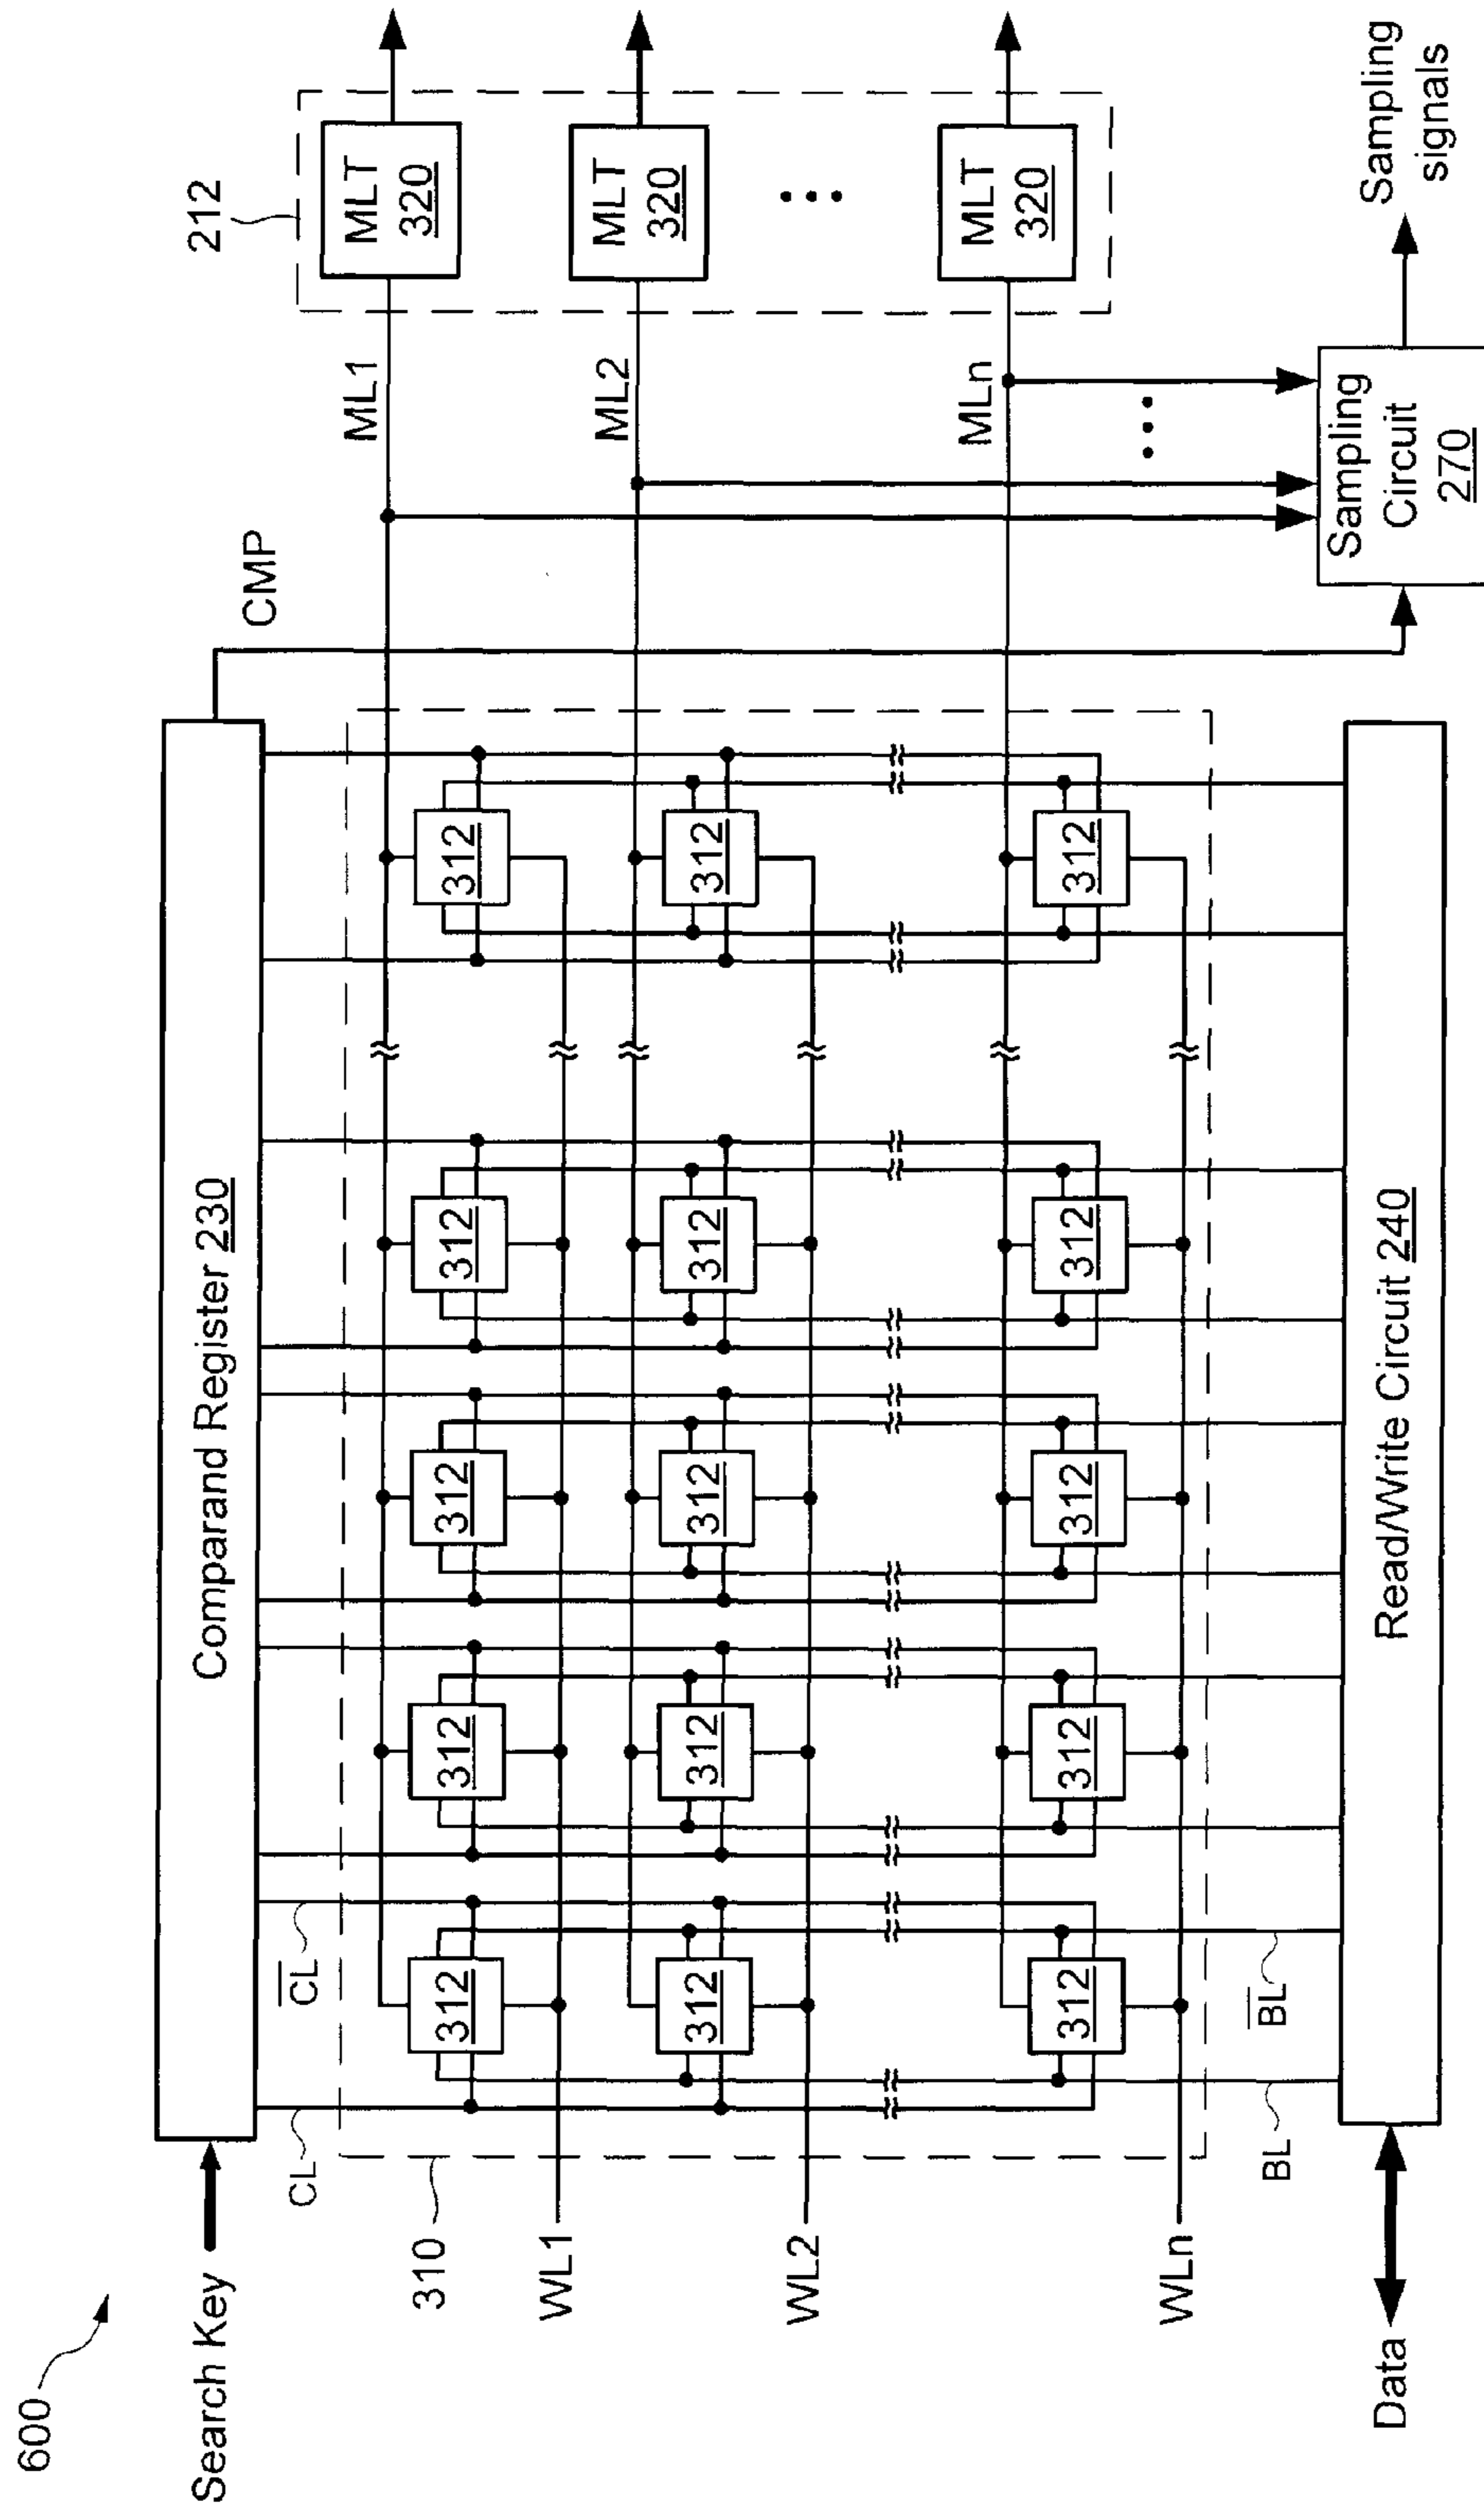 600
Search Key
Comparand Register 230
CMP
212
CL
CL
310
312
312
312
312
312
ML1
MLT
320
WL1
312
312
312
312
312
ML2
MLT
320
WL2
312
312
312
312
312
MLn
MLT
320
WLn
BL
BL
Data
Read/Write Circuit 240
Sampling
Circuit
270
Sampling
signals